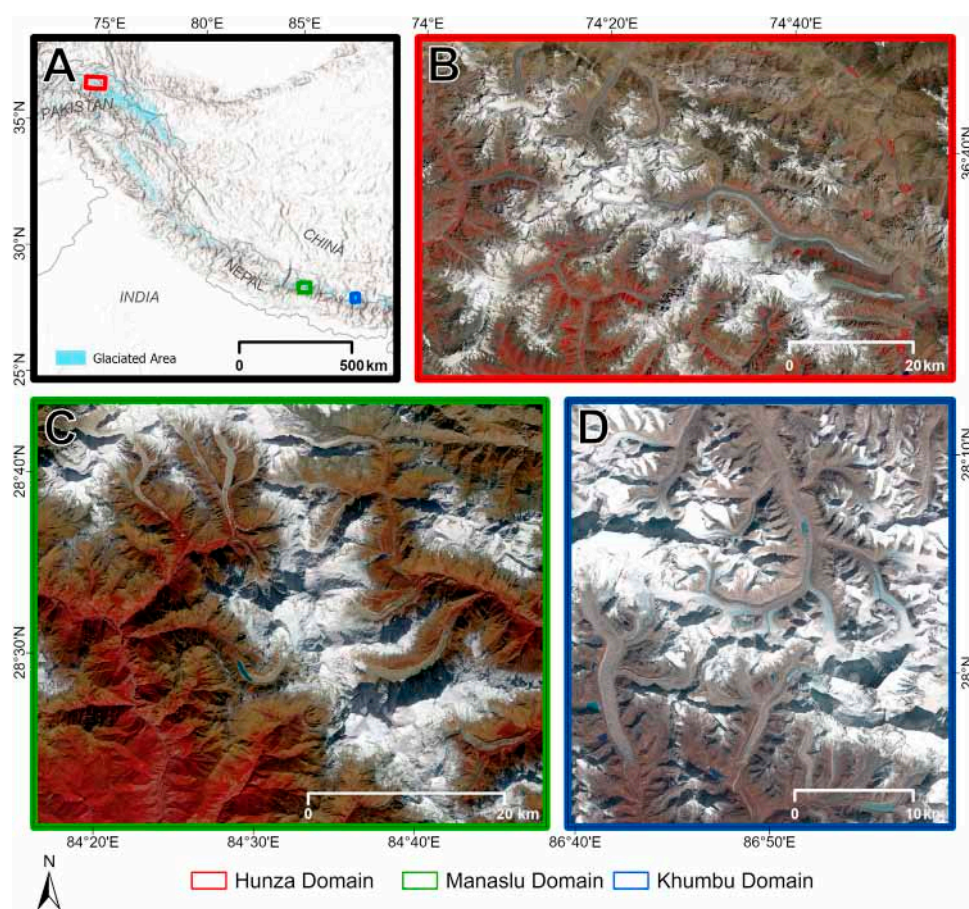 75°E 80°E 85°E 74°E 74°20'E 74°40'E
A
B
PAKISTAN
35°N
36°40'N
30°N
CHINA
NEPAL
INDIA
Glaciated Area
0 500 km
0 20 km
25°N
C
D
28°40'N
28°10'N
28°30'N
28°N
0 20 km
0 10 km
84°20'E 84°30'E 84°40'E 86°40'E 86°50'E
N
Hunza Domain Manaslu Domain Khumbu Domain